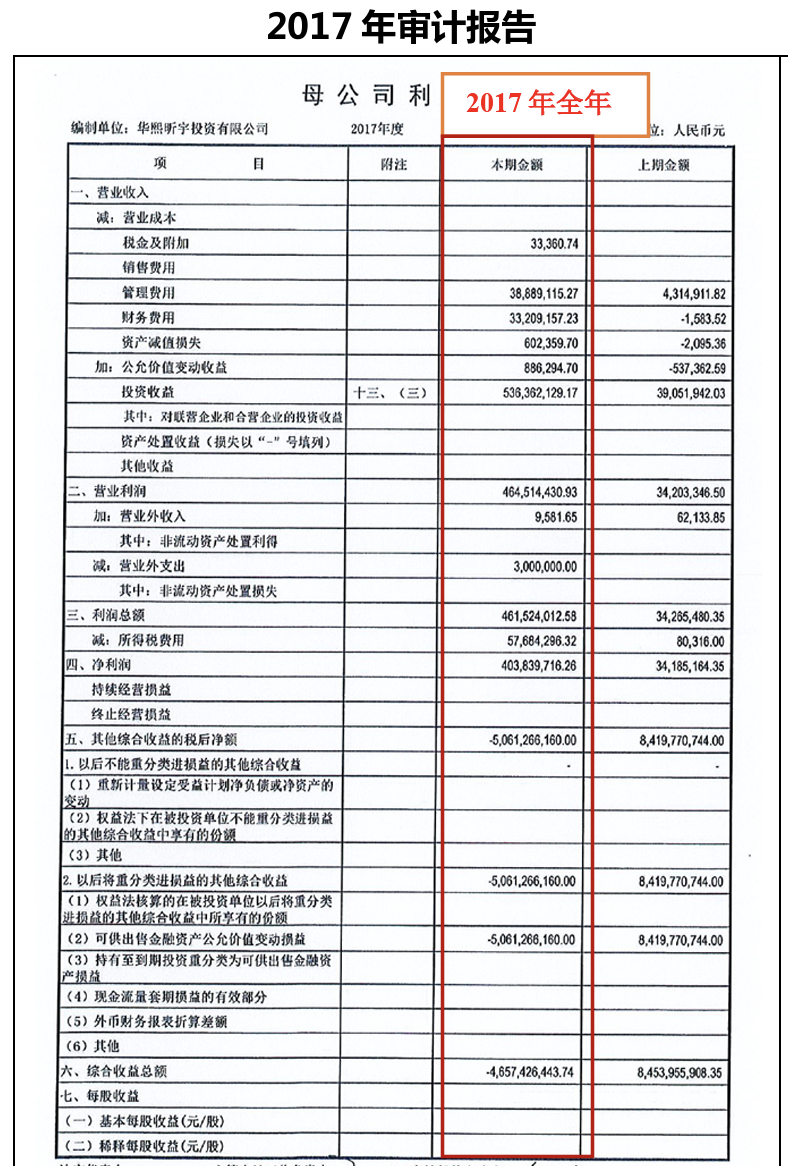 2017 年审计报告
母 公 司 利
2017 年全年
编制单位：华熙昕宇投资有限公司 2017年度 位：人民币元
项 目 附注 本期金额 上期金额
一、营业收入
减：营业成本
税金及附加 33,360.74
销售费用
管理费用 38,889,115.27 4,314,911.82
财务费用 33,209,157.23 -1,583.52
资产减值损失 602,359.70 -2,095.36
加：公允价值变动收益 886,294.70 -537,362.59
投资收益 十三、（三） 536,362,129.17 39,051,942.03
其中：对联营企业和合营企业的投资收益
资产处置收益（损失以“-”号填列）
其他收益
二、营业利润 464,514,430.93 34,203,346.50
加：营业外收入 9,581.65 62,133.85
其中：非流动资产处置利得
减：营业外支出 3,000,000.00
其中：非流动资产处置损失
三、利润总额 461,524,012.58 34,265,480.35
减：所得税费用 57,684,296.32 80,316.00
四、净利润 403,839,716.26 34,185,164.35
持续经营损益
终止经营损益
五、其他综合收益的税后净额 -5,061,266,160.00 8,419,770,744.00
1.以后不能重分类进损益的其他综合收益 - -
（1）重新计量设定受益计划净负债或净资产的
变动
（2）权益法下在被投资单位不能重分类进损益
的其他综合收益中享有的份额
（3）其他
2.以后将重分类进损益的其他综合收益 -5,061,266,160.00 8,419,770,744.00
（1）权益法核算的在被投资单位以后将重分类
进损益的其他综合收益中所享有的份额
（2）可供出售金融资产公允价值变动损益 -5,061,266,160.00 8,419,770,744.00
（3）持有至到期投资重分类为可供出售金融资
产损益
（4）现金流量套期损益的有效部分
（5）外币财务报表折算差额
（6）其他
六、综合收益总额 -4,657,426,443.74 8,453,955,908.35
七、每股收益
（一）基本每股收益(元/股)
（二）稀释每股收益(元/股)